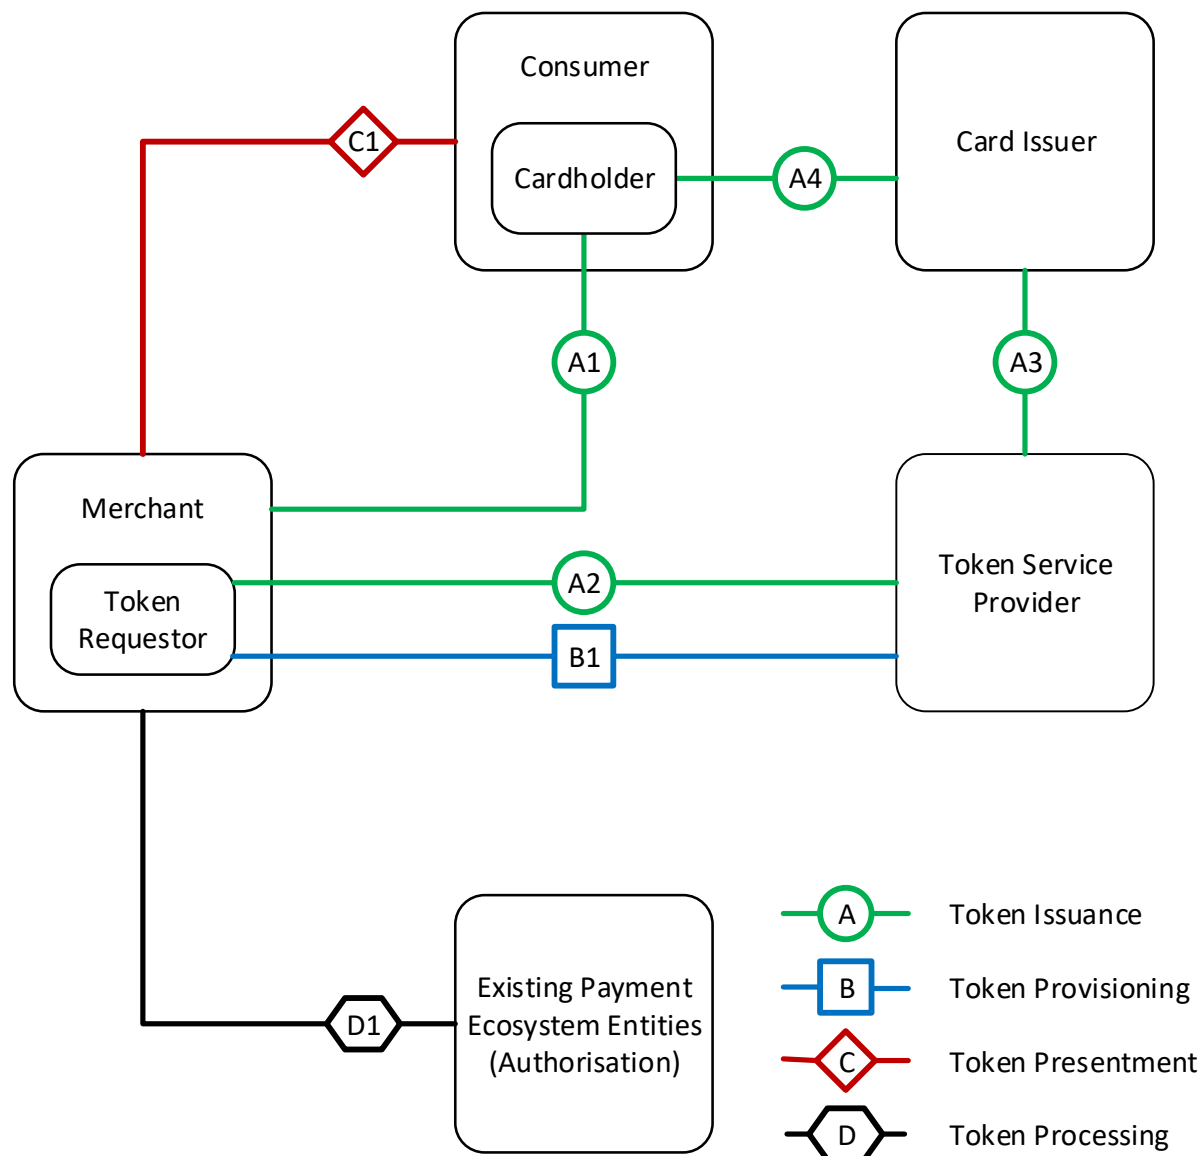 Consumer
Card Issuer
C1
Cardholder
A4
A1
A3
Merchant
Token Service
Provider
A2
Token
Requestor
B1
A
Token Issuance
Existing Payment
Ecosystem Entities
(Authorisation)
B
Token Provisioning
D1
C
Token Presentment
D
Token Processing